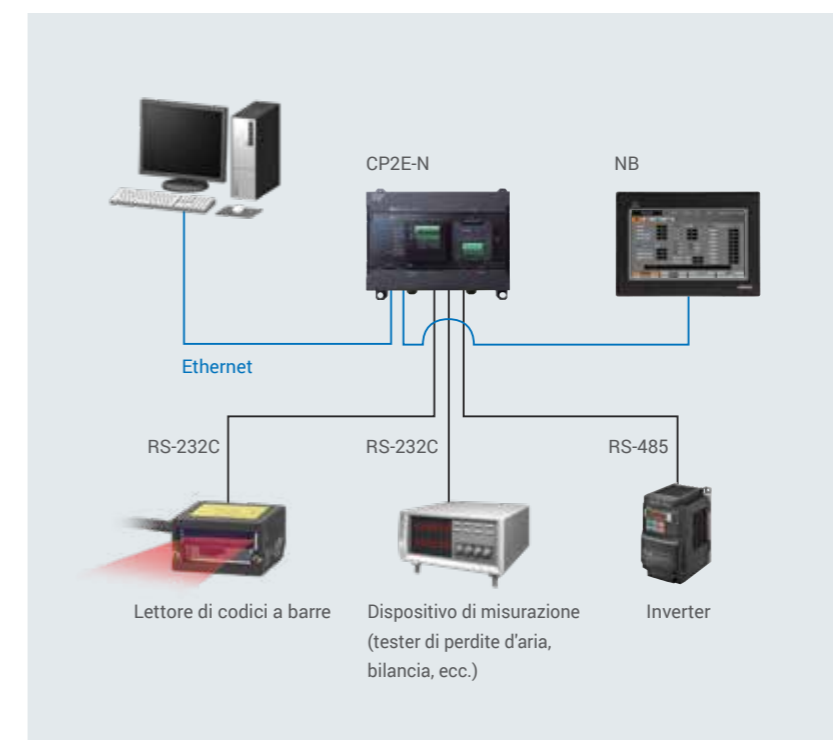 CP2E-N
NB
Ethernet
RS-232C
RS-232C
RS-485
Lettore di codici a barre
Dispositivo di misurazione
(tester di perdite d'aria,
bilancia, ecc.)
Inverter